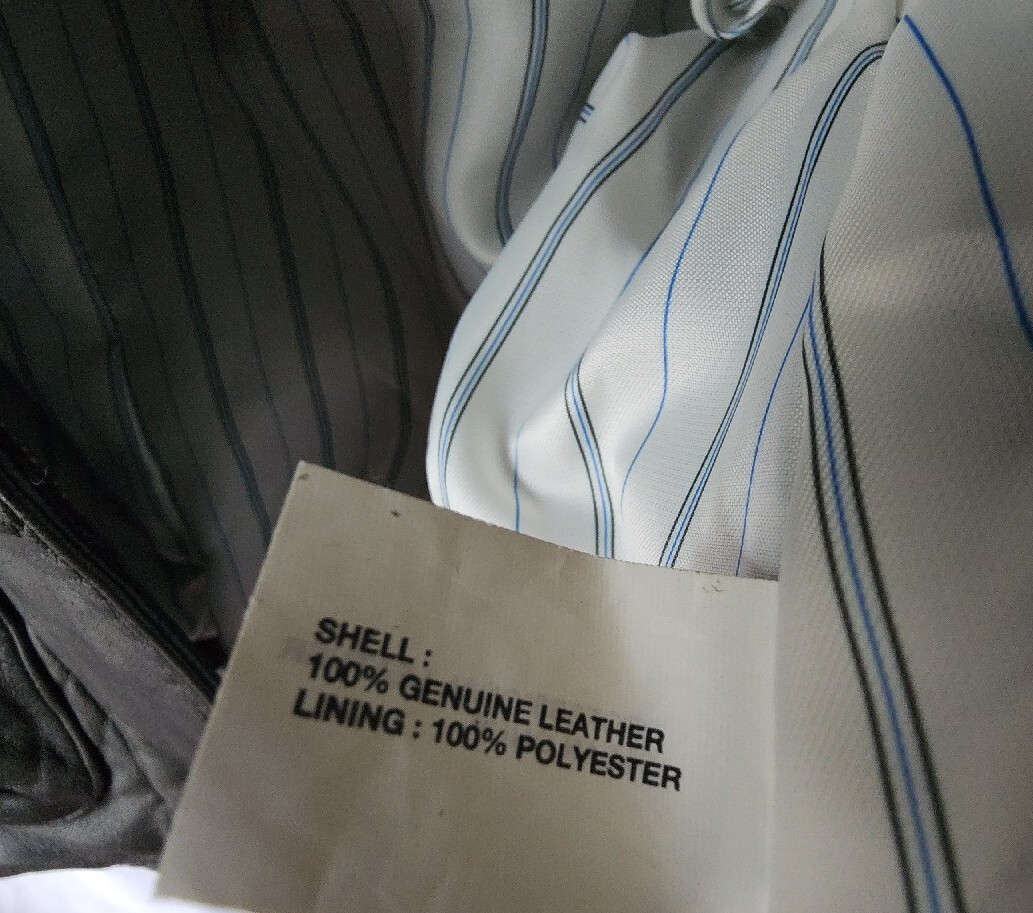 SHELL :
100% GENUINE LEATHER
LINING : 100% POLYESTER